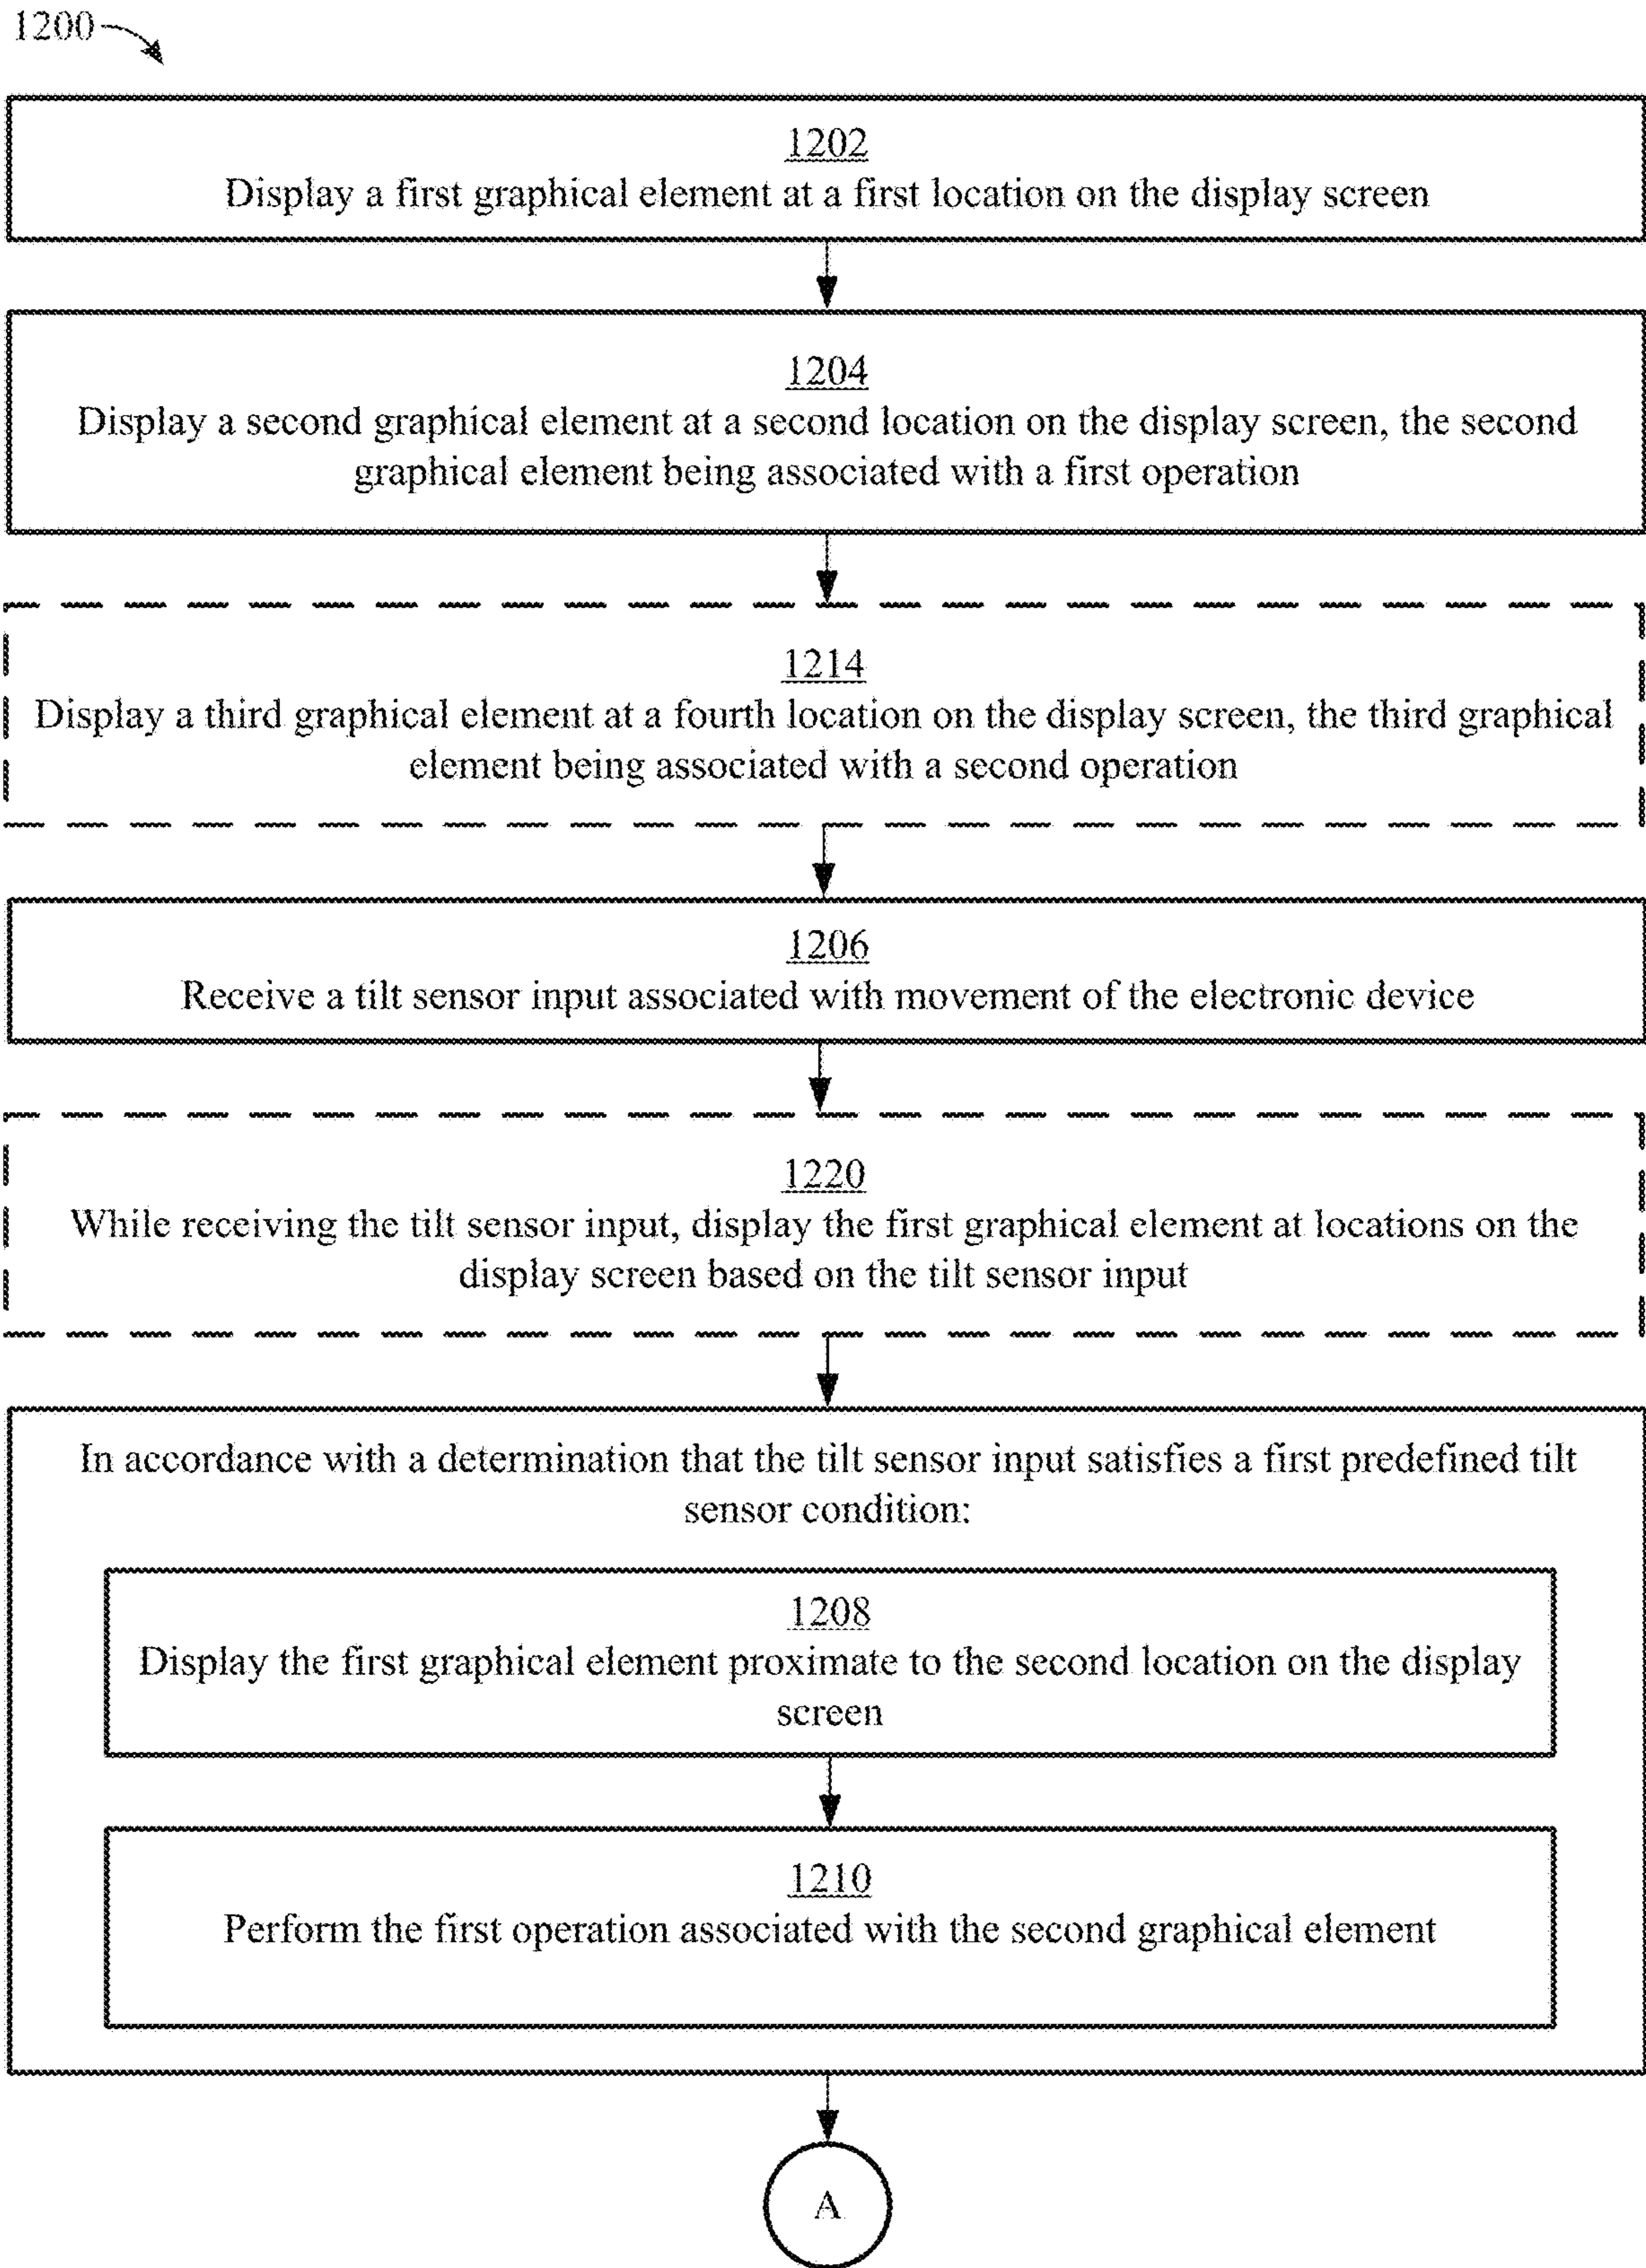 1200
1202
Display a first graphical element at a first location on the display screen
1204
Display a second graphical element at a second location on the display screen, the second
graphical element being associated with a first operation
1214
Display a third graphical element at a fourth location on the display screen, the third graphical
element being associated with a second operation
1206
Receive a tilt sensor input associated with movement of the electronic device
1220
While receiving the tilt sensor input, display the first graphical element at locations on the
display screen based on the tilt sensor input
In accordance with a determination that the tilt sensor input satisfies a first predefined tilt
sensor condition:
1208
Display the first graphical element proximate to the second location on the display
screen
1210
Perform the first operation associated with the second graphical element
A